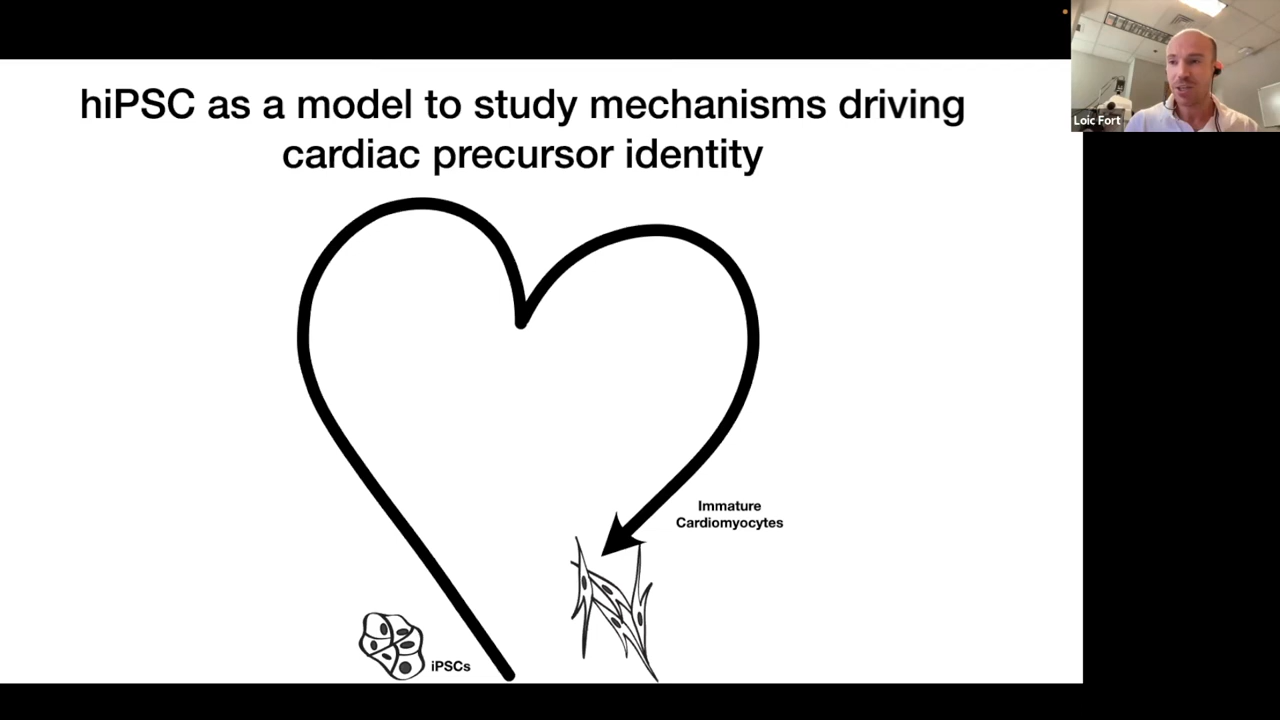 hiPSC as a model to study mechanisms driving
cardiac precursor identity
Loic Fort
Immature
Cardiomyocytes
iPSCs